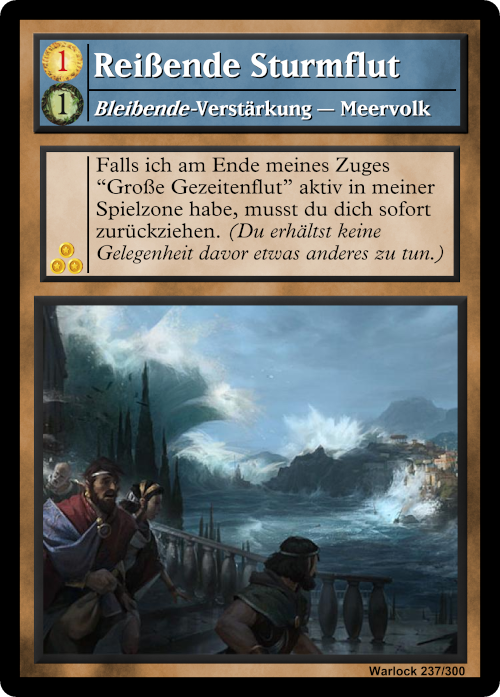 1 Reißende Sturmflut
1 Bleibende-Verstärkung — Meervolk
Falls ich am Ende meines Zuges
“Große Gezeitenflut” aktiv in meiner
Spielzone habe, musst du dich sofort
zurückziehen. (Du erhältst keine
Gelegenheit davor etwas anderes zu tun.)
Warlock 237/300